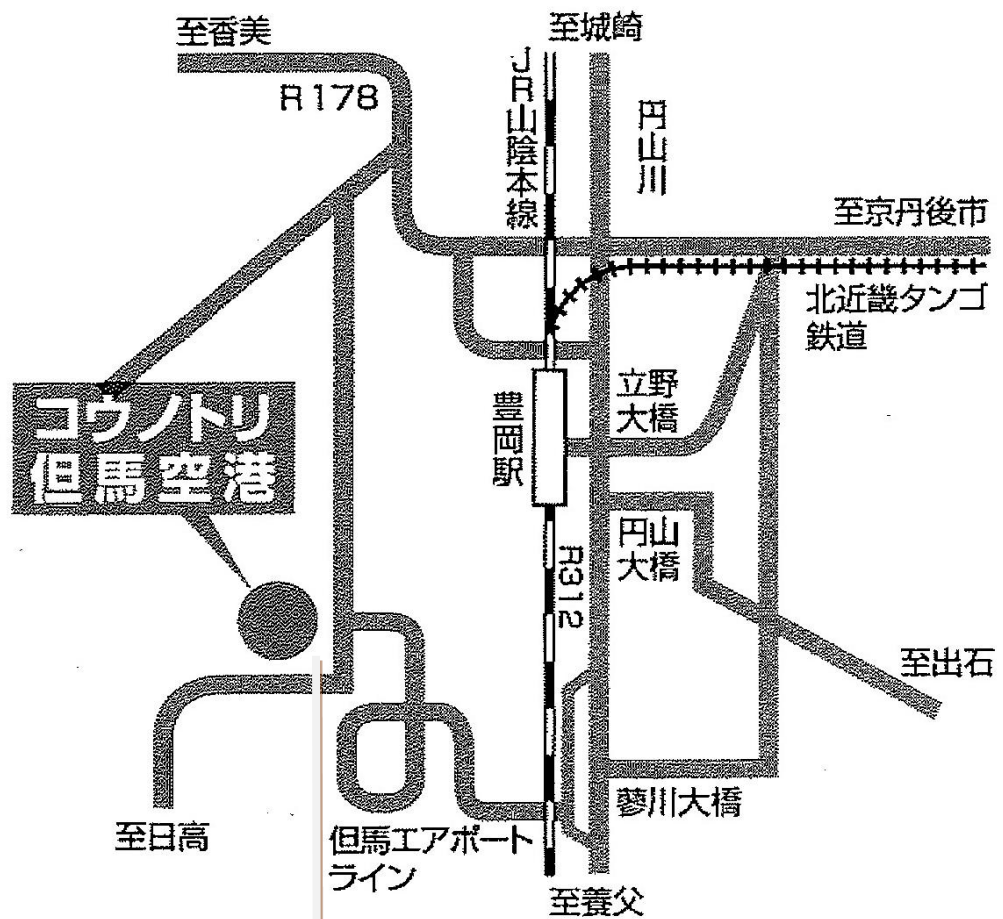 至香美
至城崎
R178
JR山陰本線
円山川
至京丹後市
北近畿タンゴ
鉄道
コウノトリ
但馬空港
豊岡駅
立野
大橋
円山
大橋
R312
至出石
蓼川大橋
至日高
但馬エアポート
ライン
至養父